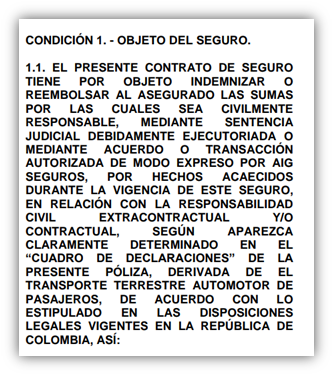 CONDICIÓN 1. - OBJETO DEL SEGURO.
1.1. EL PRESENTE CONTRATO DE SEGURO
TIENE POR OBJETO INDEMNIZAR O
REEMBOLSAR AL ASEGURADO LAS SUMAS
POR LAS CUALES SEA CIVILMENTE
RESPONSABLE, MEDIANTE SENTENCIA
JUDICIAL DEBIDAMENTE EJECUTORIADA O
MEDIANTE ACUERDO O TRANSACCIÓN
AUTORIZADA DE MODO EXPRESO POR AIG
SEGUROS, POR HECHOS ACAECIDOS
DURANTE LA VIGENCIA DE ESTE SEGURO,
EN RELACIÓN CON LA RESPONSABILIDAD
CIVIL EXTRACONTRACTUAL Y/O
CONTRACTUAL, SEGÚN APAREZCA
CLARAMENTE DETERMINADO EN EL
“CUADRO DE DECLARACIONES” DE LA
PRESENTE PÓLIZA, DERIVADA DE EL
TRANSPORTE TERRESTRE AUTOMOTOR DE
PASAJEROS, DE ACUERDO CON LO
ESTIPULADO EN LAS DISPOSICIONES
LEGALES VIGENTES EN LA REPÚBLICA DE
COLOMBIA, ASÍ: